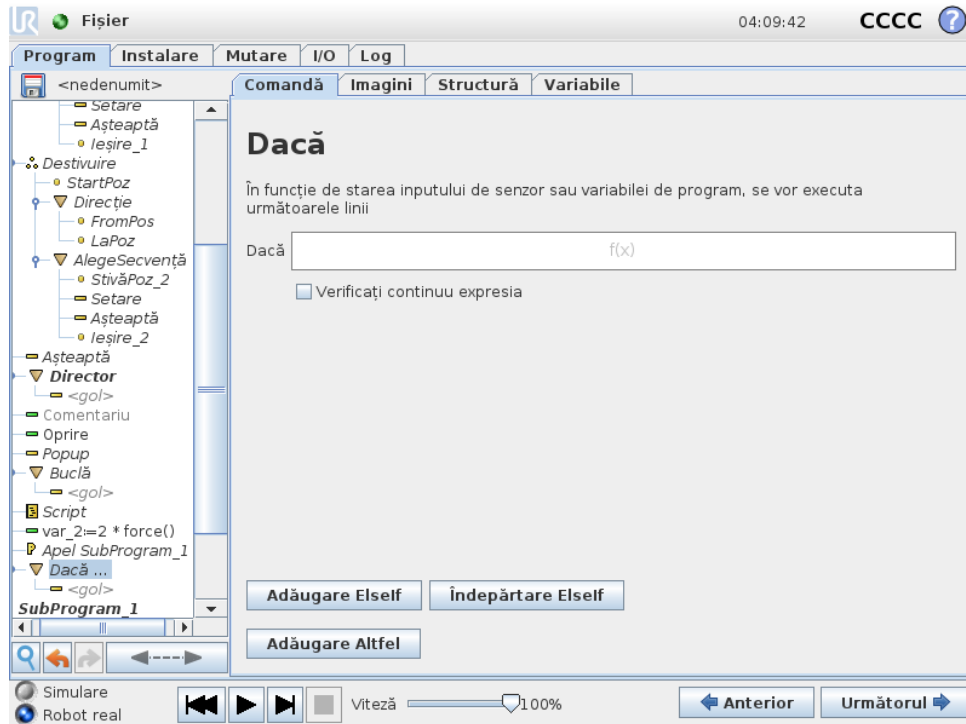 Fișier
04:09:42
CCCC
?
Program
Instalare
Mutare
I/O
Log
<nedenumit>
Comandă
Imagini
Structură
Variabile
Setare
Așteaptă
Ieșire_1
Destivuire
StartPoz
Direcție
FromPos
LaPoz
AlegeSecvență
StivăPoz_2
Setare
Așteaptă
Ieșire_2
Așteaptă
Director
<gol>
Comentariu
Oprire
Popup
Buclă
<gol>
Script
var_2:=2 * force()
Apel SubProgram_1
Dacă ...
<gol>
SubProgram_1
Dacă
În funcție de starea inputului de senzor sau variabilei de program, se vor executa
următoarele linii
Dacă
f(x)
Verificați continuu expresia
Adăugare ElseIf
Îndepărtare ElseIf
Adăugare Altfel
Simulare
Robot real
Viteză
100%
Anterior
Următorul